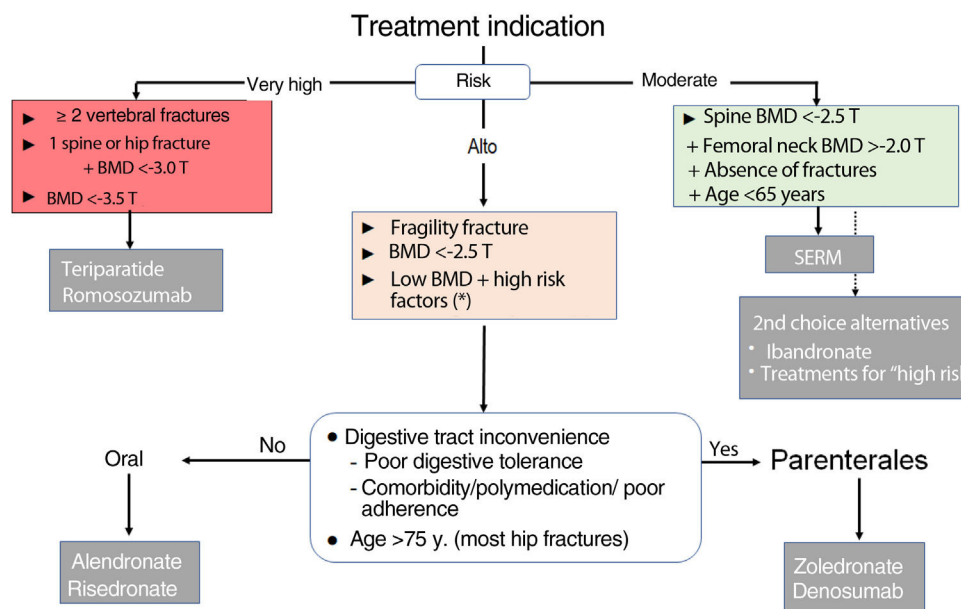 Treatment indication
Very high
Risk
Moderate
► ≥ 2 vertebral fractures
► 1 spine or hip fracture
+ BMD <-3.0 T
► BMD <-3.5 T
Teriparatide
Romosozumab
Alto
► Fragility fracture
► BMD <-2.5 T
► Low BMD + high risk
factors (*)
► Spine BMD <-2.5 T
+ Femoral neck BMD >-2.0 T
+ Absence of fractures
+ Age <65 years
SERM
2nd choice alternatives
• Ibandronate
• Treatments for “high risk
● Digestive tract inconvenience
- Poor digestive tolerance
- Comorbidity/polymedication/ poor
adherence
● Age >75 y. (most hip fractures)
No
Oral
Alendronate
Risedronate
Yes
Parenterales
Zoledronate
Denosumab